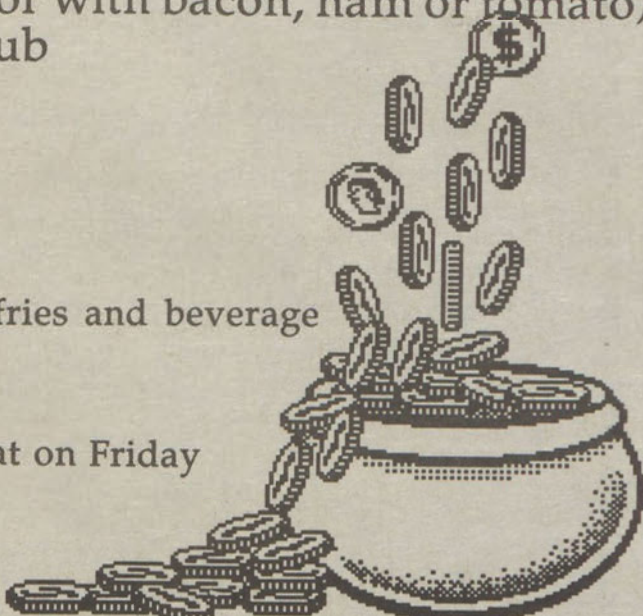 or with bacon, ham or tomato,
ub
$
fries and beverage
at on Friday